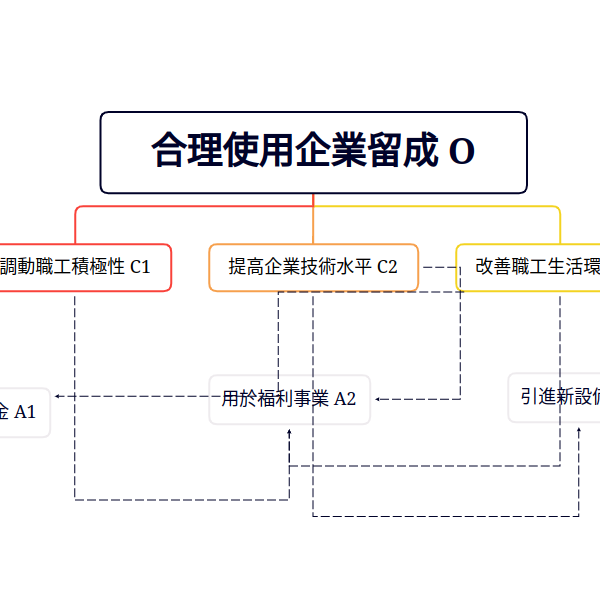 合理使用企業留成 O
調動職工積極性 C1
提高企業技術水平 C2
改善職工生活環
金 A1
用於福利事業 A2
引進新設備